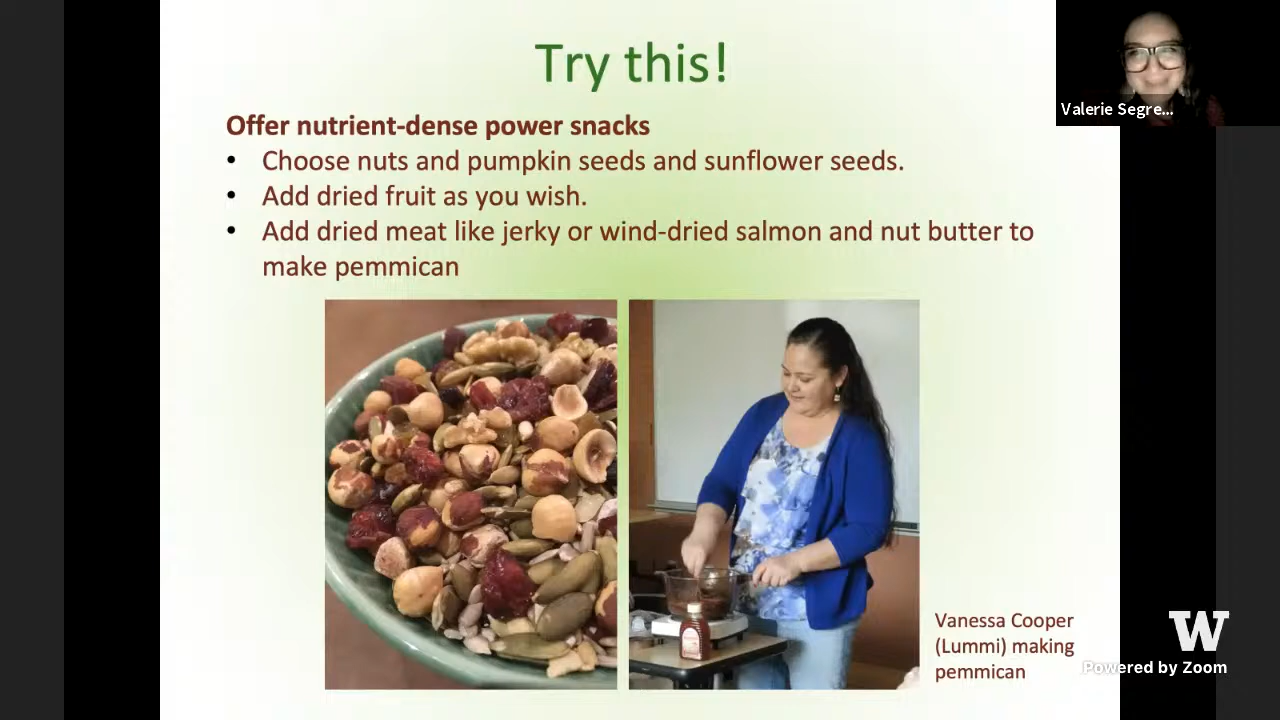 Try this!
Valerie Segre...
Offer nutrient-dense power snacks
• Choose nuts and pumpkin seeds and sunflower seeds.
• Add dried fruit as you wish.
• Add dried meat like jerky or wind-dried salmon and nut butter to
make pemmican
Vanessa Cooper
(Lummi) making
pemmican
W
Powered by Zoom